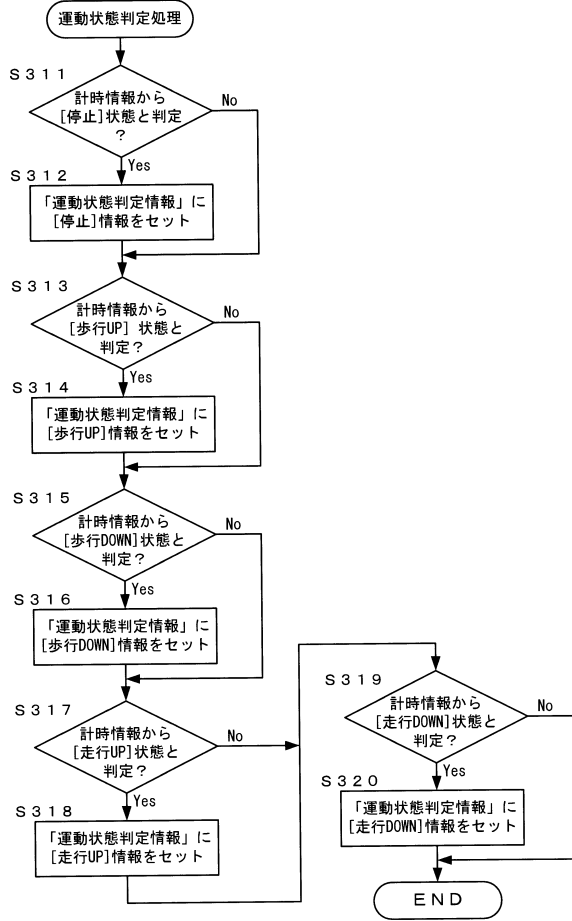 運動状態判定処理
S311
計時情報から
[停止]状態と判定
?
No
Yes
S312
「運動状態判定情報」に
[停止]情報をセット
S313
計時情報から
[歩行UP] 状態と
判定?
No
Yes
S314
「運動状態判定情報」に
[歩行UP]情報をセット
S315
計時情報から
[歩行DOWN]状態と
判定?
No
Yes
S316
「運動状態判定情報」に
[歩行DOWN]情報をセット
S317
計時情報から
[走行UP]状態と
判定?
No
Yes
S318
「運動状態判定情報」に
[走行UP]情報をセット
S319
計時情報から
[走行DOWN]状態と
判定?
No
Yes
S320
「運動状態判定情報」に
[走行DOWN]情報をセット
END